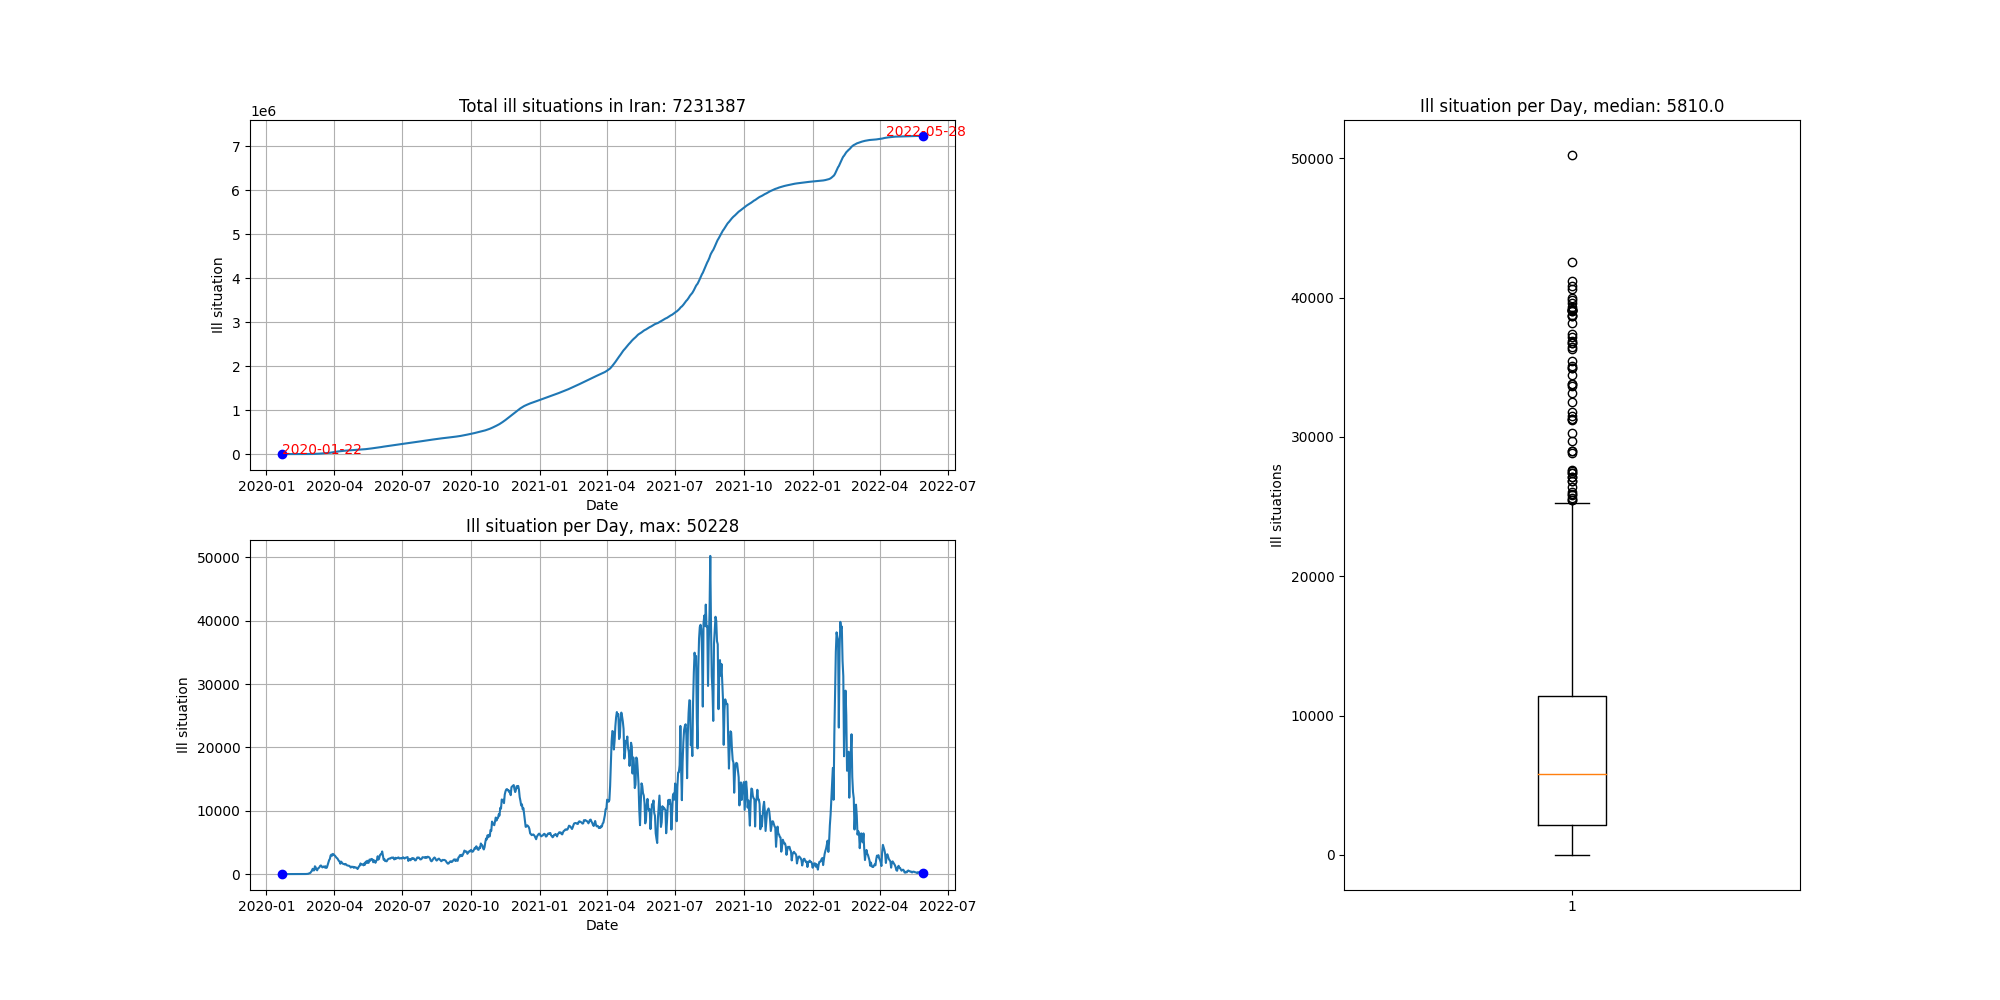 Total ill situations in Iran: 7231387
1e6
7
6
5
4
3
2
1
0
Ill situation
2022-05-28
2020-01-22
2020-01 2020-04 2020-07 2020-10 2021-01 2021-04 2021-07 2021-10 2022-01 2022-04 2022-07
Date
Ill situation per Day, max: 50228
50000
40000
30000
20000
10000
0
Ill situation
2020-01 2020-04 2020-07 2020-10 2021-01 2021-04 2021-07 2021-10 2022-01 2022-04 2022-07
Date
Ill situation per Day, median: 5810.0
50000
40000
30000
20000
10000
0
Ill situations
1